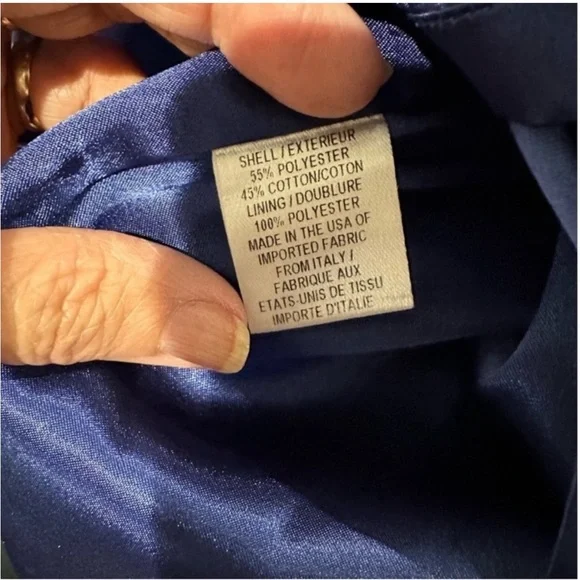 SHELL / EXTERIEUR
55% POLYESTER
45% COTTON/COTON
LINING / DOUBLURE
100% POLYESTER
MADE IN THE USA OF
IMPORTED FABRIC
FROM ITALY /
FABRIQUE AUX
ETATS-UNIS DE TISSU
IMPORTE D'ITALIE